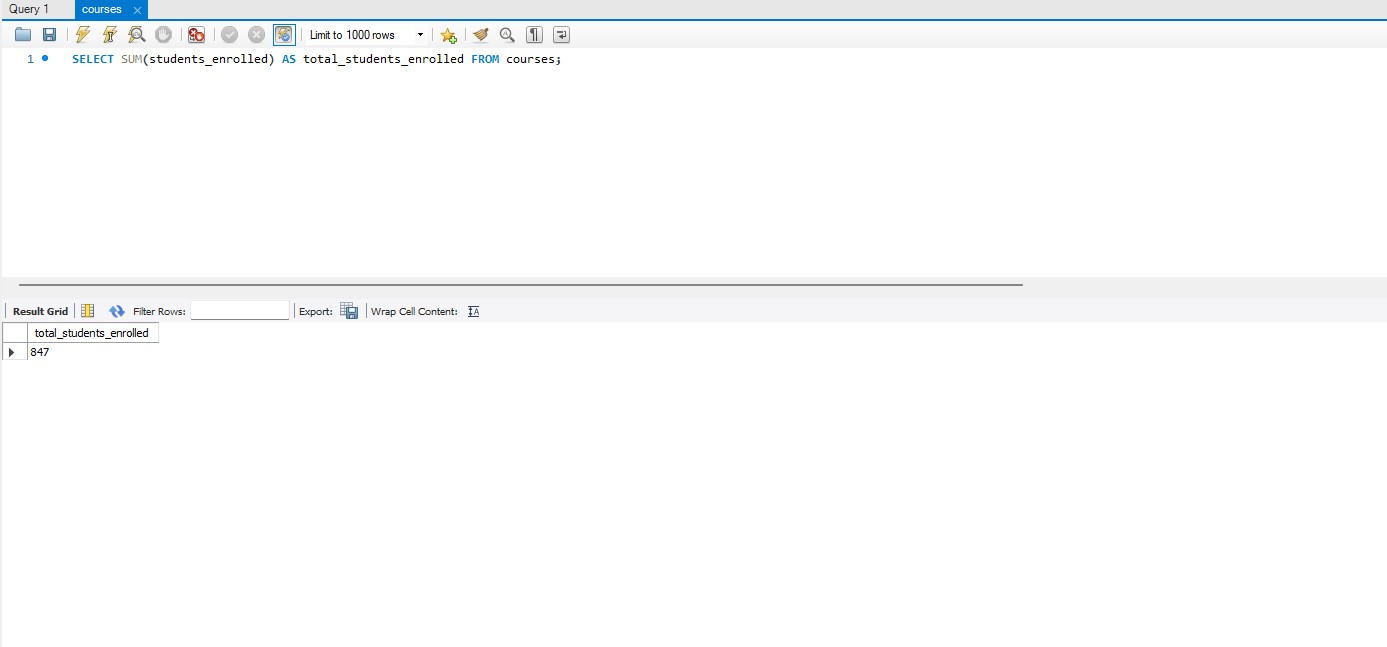 Query 1 courses
Limit to 1000 rows
1 SELECT SUM(students_enrolled) AS total_students_enrolled FROM courses;
Result Grid Filter Rows: Export: Wrap Cell Content:
total_students_enrolled
847